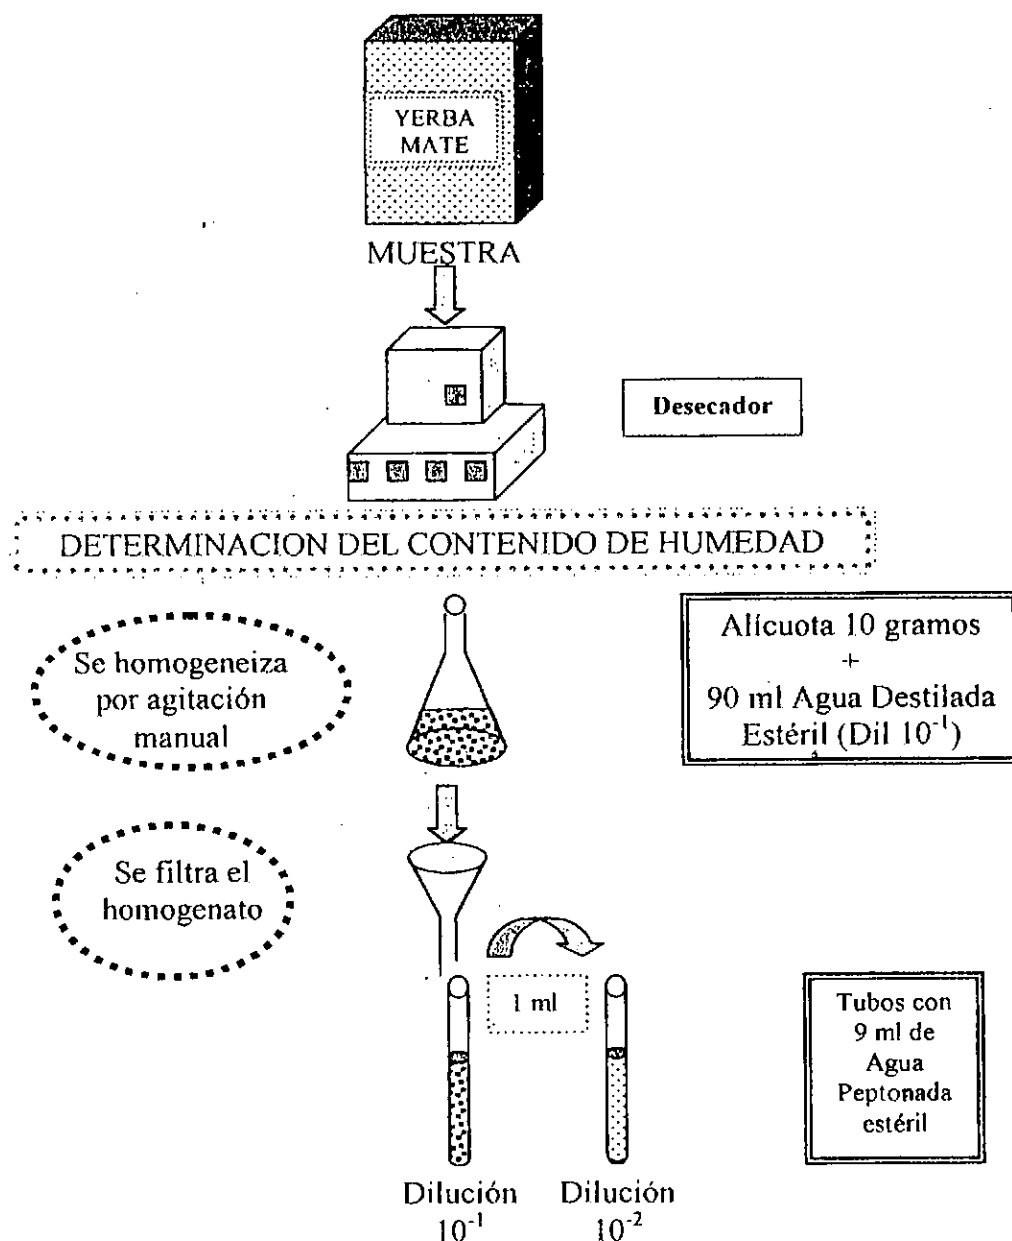 YERBA
MATE
MUESTRA
Desecador
DETERMINACION DEL CONTENIDO DE HUMEDAD
Se homogeneiza
por agitación
manual
Alícuota 10 gramos
+
90 ml Agua Destilada
Estéril (Dil 10⁻¹)
Se filtra el
homogenato
1 ml
Tubos con
9 ml de
Agua
Peptonada
estéril
Dilución
10⁻¹
Dilución
10⁻²